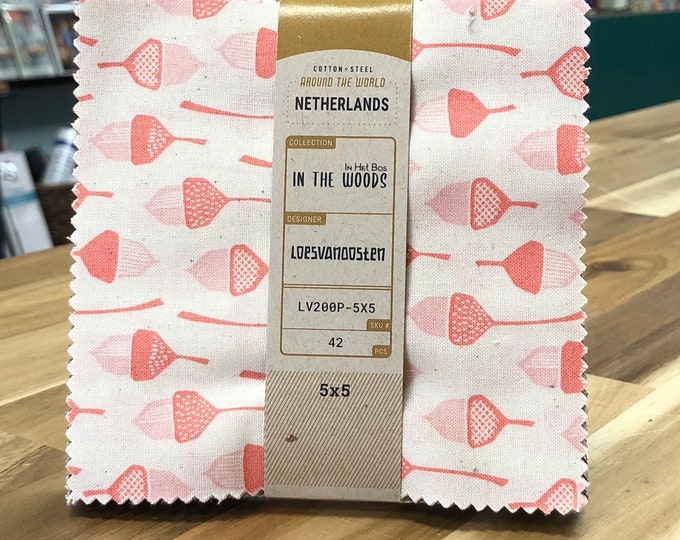 COTTON+STEEL
AROUND THE WORLD
NETHERLANDS
COLLECTION
IN HET BOS
IN THE WOODS
DESIGNER
LOESVANOOSTEN
LV200P-5X5
SKU #
42
PCS
5x5